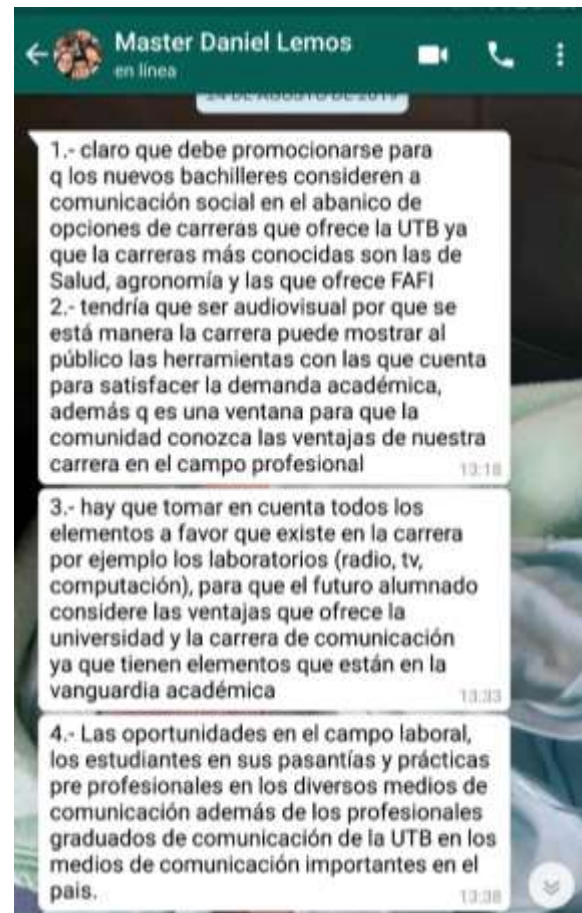 Master Daniel Lemos
en línea
24 DE AGOSTO DE 2019
1.- claro que debe promocionarse para
q los nuevos bachilleres consideren a
comunicación social en el abanico de
opciones de carreras que ofrece la UTB ya
que la carreras más conocidas son las de
Salud, agronomía y las que ofrece FAFI
2.- tendría que ser audiovisual por que se
está manera la carrera puede mostrar al
público las herramientas con las que cuenta
para satisfacer la demanda académica,
además q es una ventana para que la
comunidad conozca las ventajas de nuestra
carrera en el campo profesional
13:18
3.- hay que tomar en cuenta todos los
elementos a favor que existe en la carrera
por ejemplo los laboratorios (radio, tv,
computación), para que el futuro alumnado
considere las ventajas que ofrece la
universidad y la carrera de comunicación
ya que tienen elementos que están en la
vanguardia académica
13:33
4.- Las oportunidades en el campo laboral,
los estudiantes en sus pasantías y prácticas
pre profesionales en los diversos medios de
comunicación además de los profesionales
graduados de comunicación de la UTB en los
medios de comunicación importantes en el
pais.
13:38